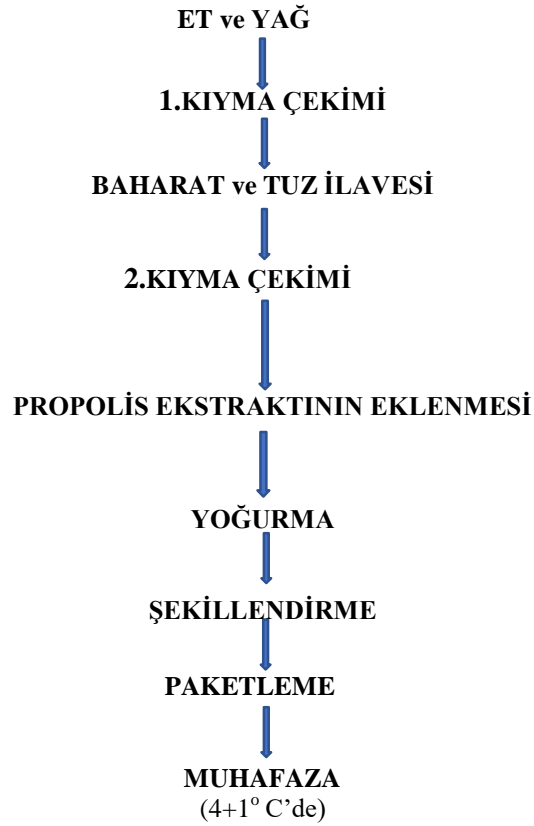 ET ve YAĞ
1.KIYMA ÇEKİMİ
BAHARAT ve TUZ İLAVESİ
2.KIYMA ÇEKİMİ
PROPOLİS EKSTRAKTININ EKLENMESİ
YOĞURMA
ŞEKİLLENDİRME
PAKETLEME
MUHAFAZA
(4+1° C’de)